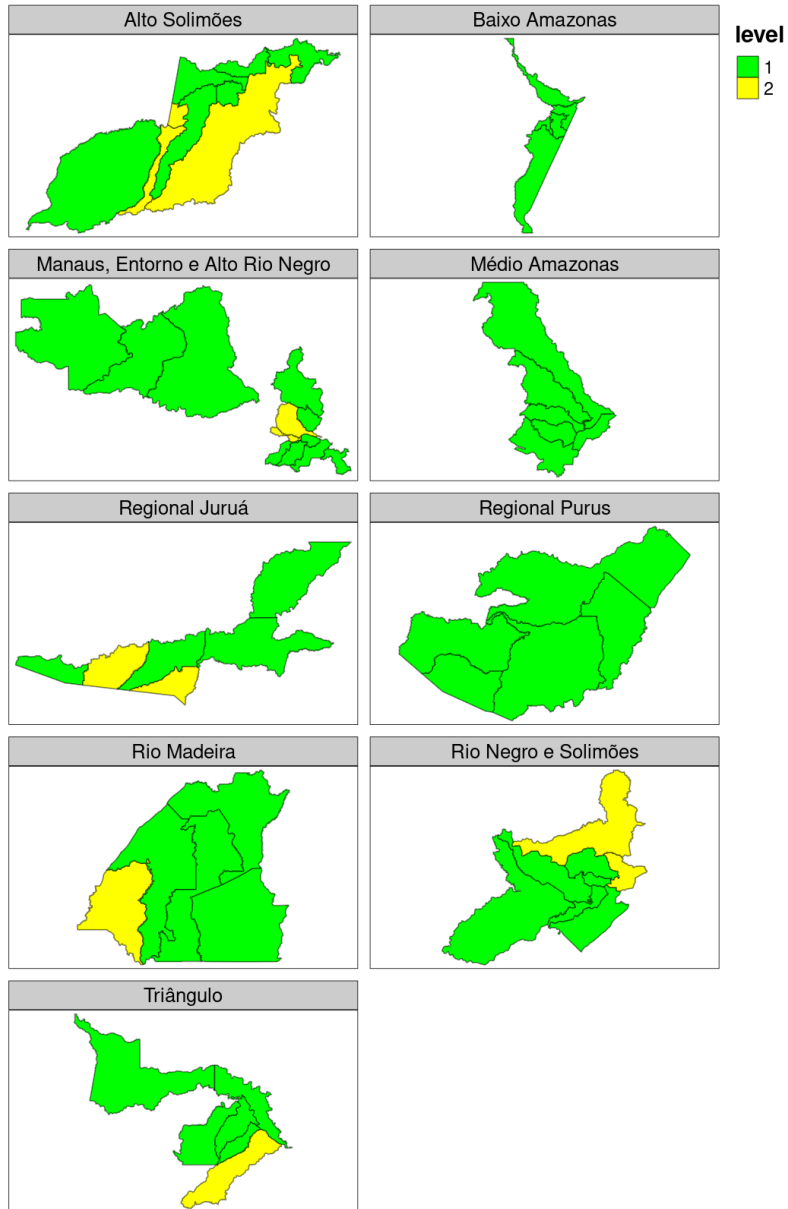 Alto Solimões
Baixo Amazonas
level
1
2
Manaus, Entorno e Alto Rio Negro
Médio Amazonas
Regional Juruá
Regional Purus
Rio Madeira
Rio Negro e Solimões
Triângulo